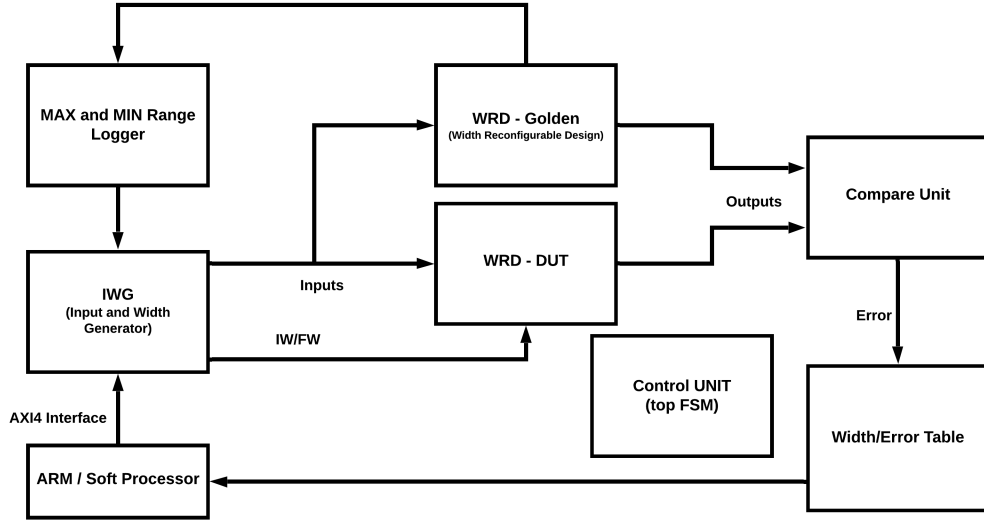 MAX and MIN Range
Logger
WRD - Golden
(Width Reconfigurable Design)
Compare Unit
Outputs
WRD - DUT
IWG
(Input and Width
Generator)
Inputs
IW/FW
Error
Control UNIT
(top FSM)
Width/Error Table
AXI4 Interface
ARM / Soft Processor